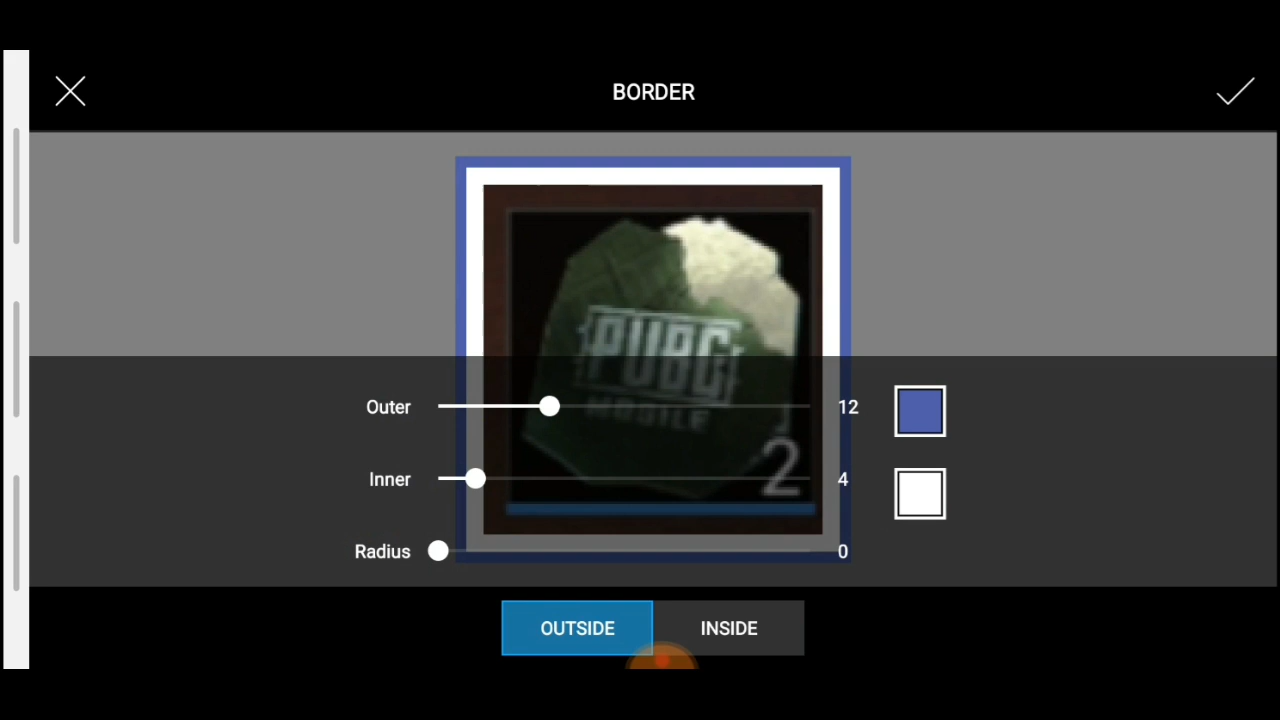 BORDER
PUBG
MOBILE
2
Outer 12
Inner 4
Radius 0
OUTSIDE INSIDE